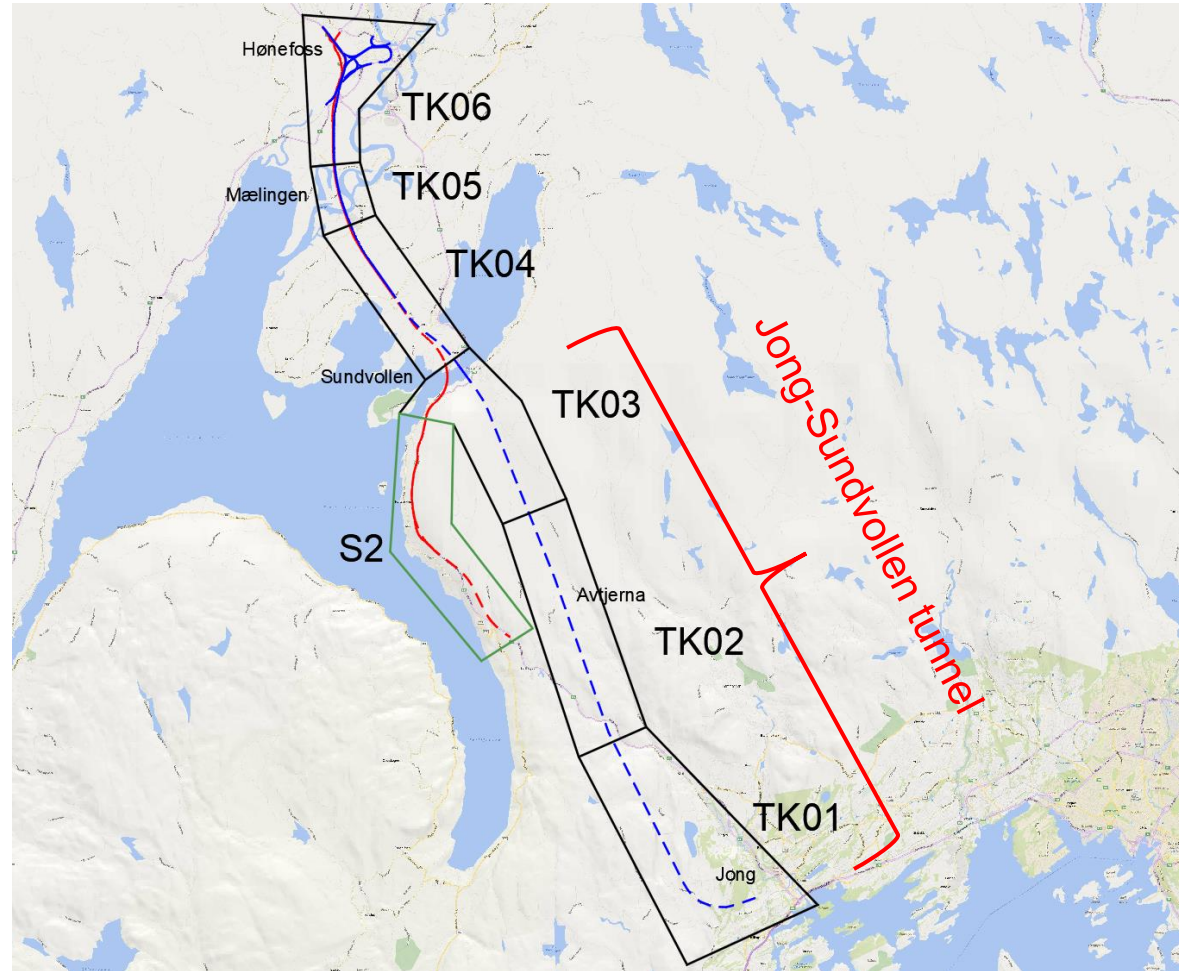 Hønefoss
TK06
TK05
Mælingen
TK04
Sundvollen
TK03
Jong-Sundvollen tunnel
S2
Avtjerna
TK02
TK01
Jong